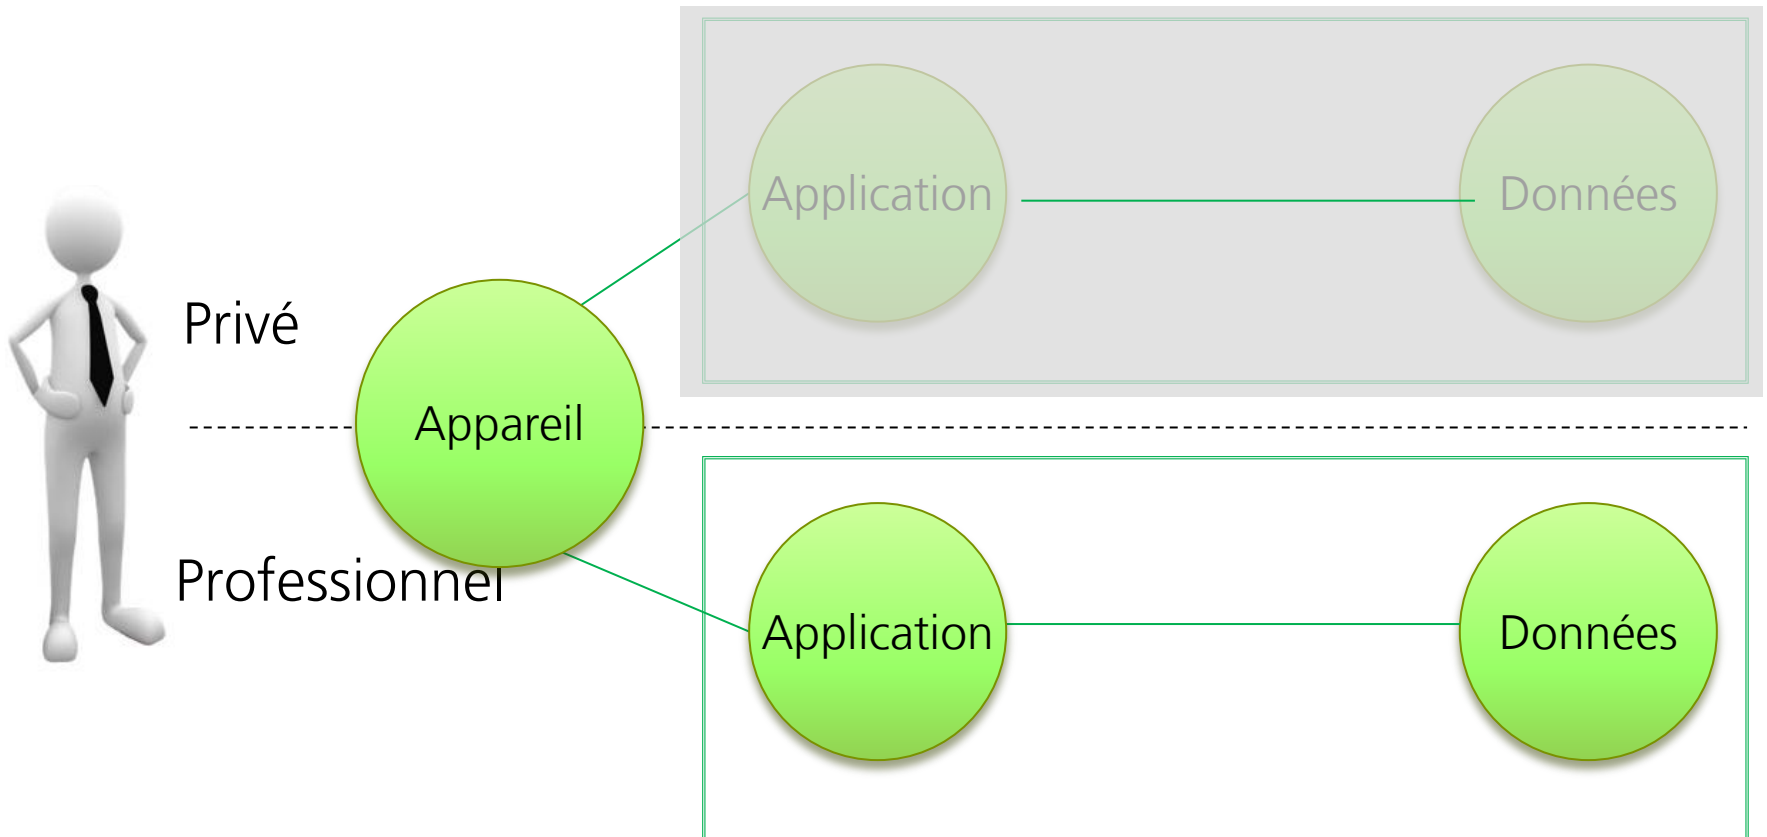 Application
Données
Privé
Appareil
Professionnel
Application
Données